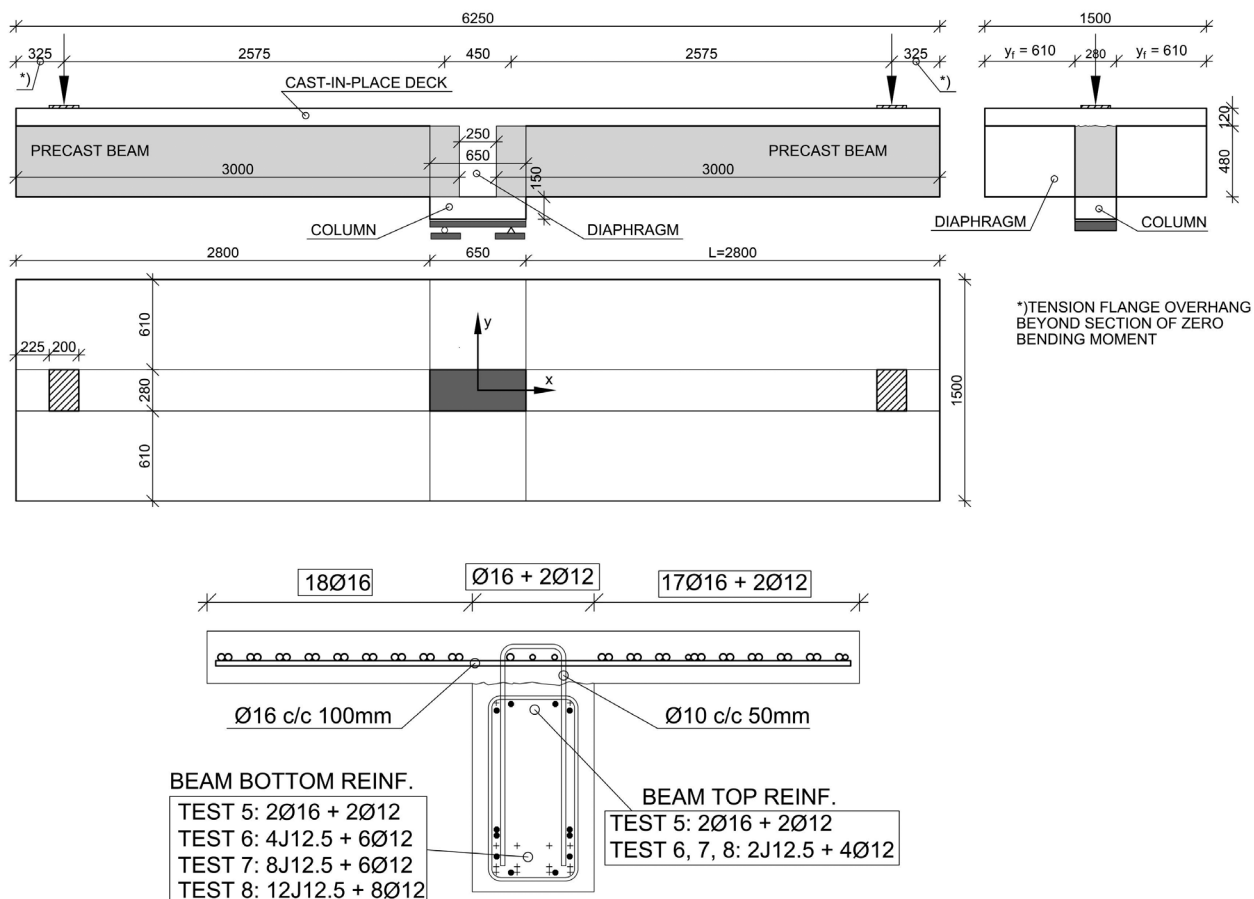 6250
1500
325
2575
450
2575
325
y_f = 610
280
y_f = 610
*)
*)
CAST-IN-PLACE DECK
120
PRECAST BEAM
250
PRECAST BEAM
650
480
3000
3000
150
COLUMN
DIAPHRAGM
DIAPHRAGM
COLUMN
2800
650
L=2800
*)TENSION FLANGE OVERHANG
BEYOND SECTION OF ZERO
BENDING MOMENT
610
y
225
200
280
x
1500
610
18Ø16
Ø16 + 2Ø12
17Ø16 + 2Ø12
Ø16 c/c 100mm
Ø10 c/c 50mm
BEAM BOTTOM REINF.
TEST 5: 2Ø16 + 2Ø12
TEST 6: 4J12.5 + 6Ø12
TEST 7: 8J12.5 + 6Ø12
TEST 8: 12J12.5 + 8Ø12
BEAM TOP REINF.
TEST 5: 2Ø16 + 2Ø12
TEST 6, 7, 8: 2J12.5 + 4Ø12